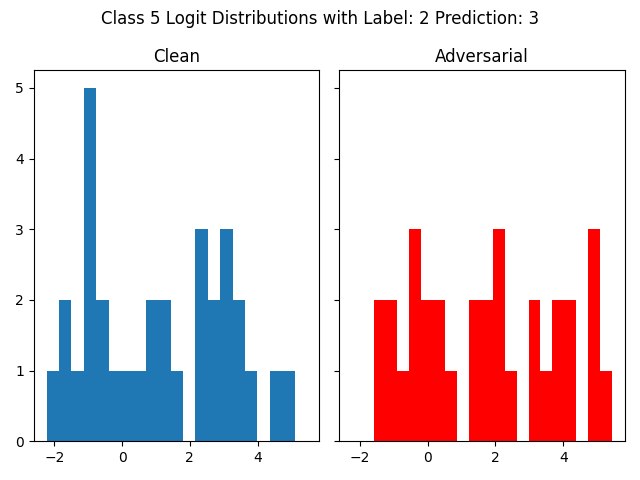 Class 5 Logit Distributions with Label: 2 Prediction: 3
Clean
Adversarial
5
4
3
2
1
0
−2 0 2 4
−2 0 2 4